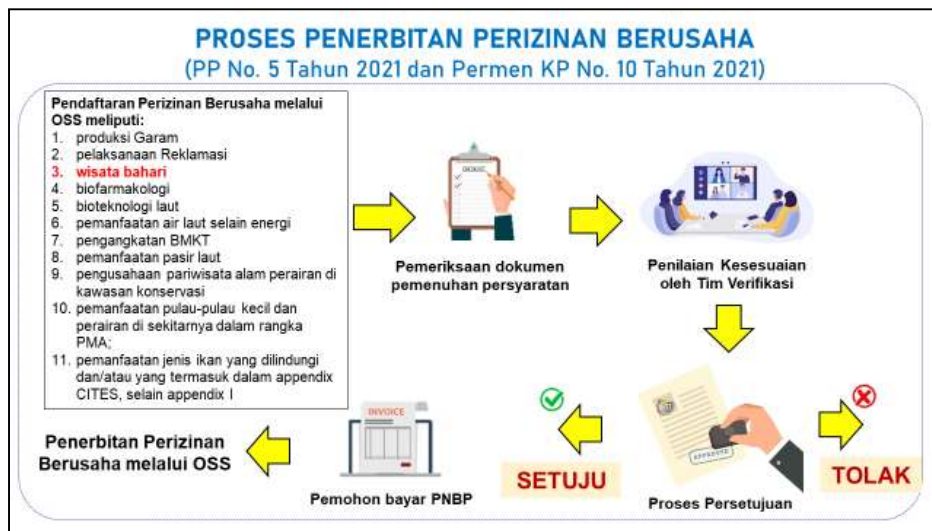 PROSES PENERBITAN PERIZINAN BERUSAHA
(PP No. 5 Tahun 2021 dan Permen KP No. 10 Tahun 2021)
Pendaftaran Perizinan Berusaha melalui
OSS meliputi:
1. produksi Garam
2. pelaksanaan Reklamasi
3. wisata bahari
4. biofarmakologi
5. bioteknologi laut
6. pemanfaatan air laut selain energi
7. pengangkatan BMKT
8. pemanfaatan pasir laut
9. pengusahaan pariwisata alam perairan di
kawasan konservasi
10. pemanfaatan pulau-pulau kecil dan
perairan di sekitarnya dalam rangka
PMA;
11. pemanfaatan jenis ikan yang dilindungi
dan/atau yang termasuk dalam appendix
CITES, selain appendix I
Pemeriksaan dokumen
pemenuhan persyaratan
Penilaian Kesesuaian
oleh Tim Verifikasi
APPROVED
Proses Persetujuan
TOLAK
SETUJU
INVOICE
Pemohon bayar PNBP
Penerbitan Perizinan
Berusaha melalui OSS